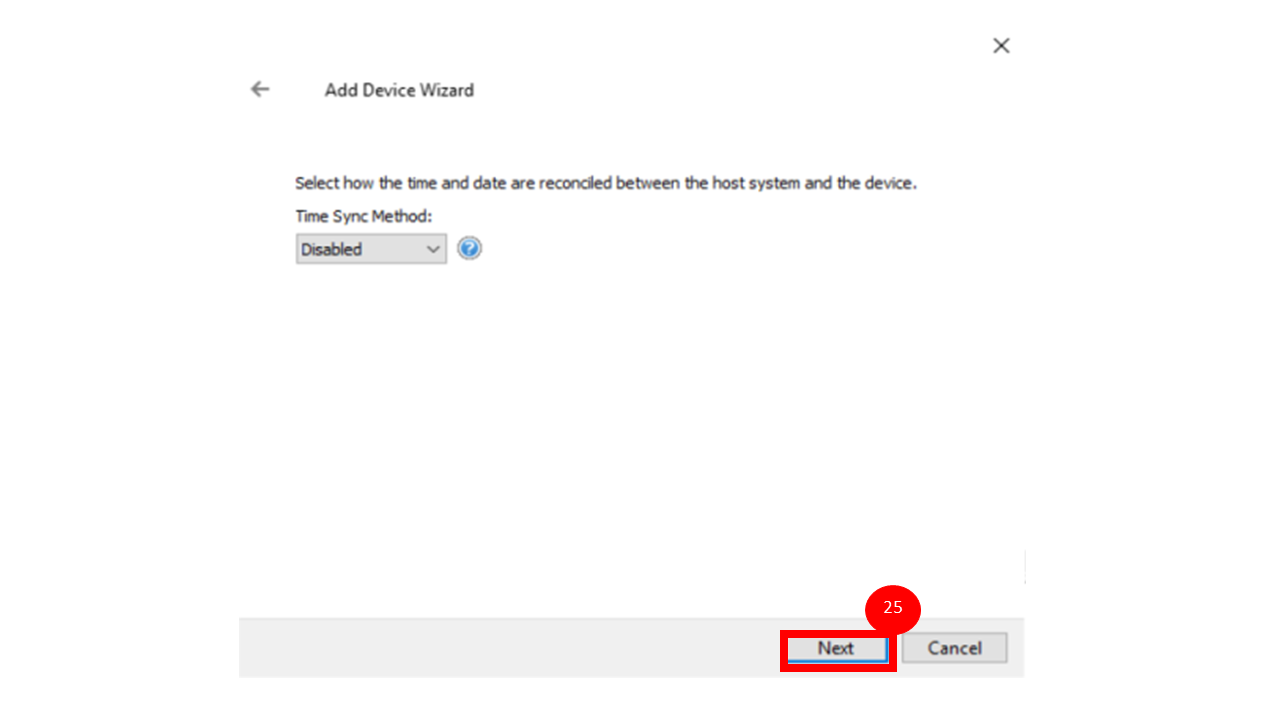 Add Device Wizard
Select how the time and date are reconciled between the host system and the device.
Time Sync Method:
Disabled
?
25
Next
Cancel